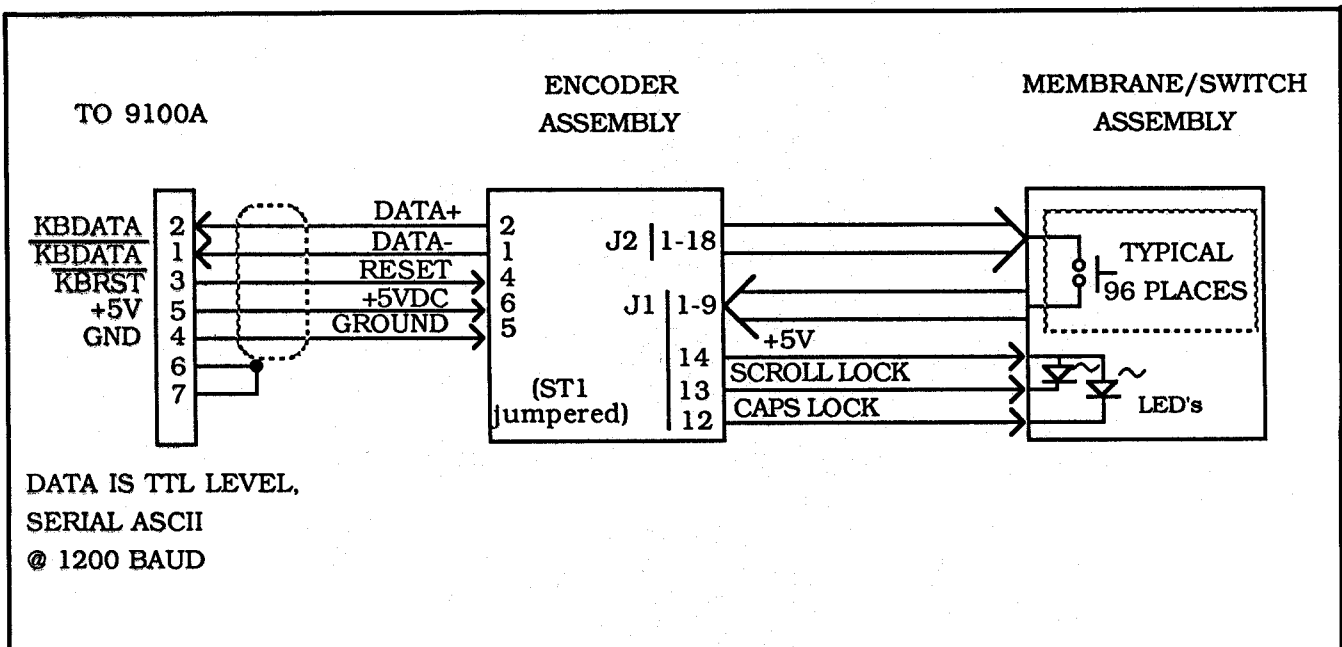 TO 9100A
ENCODER
ASSEMBLY
MEMBRANE/SWITCH
ASSEMBLY
KBDATA 2 DATA+ 2
KBDATA 1 DATA- 1
KBRST 3 RESET 4
+5V 5 +5VDC 6
GND 4 GROUND 5
6
7
J2 1-18
J1 1-9
(ST1
jumpered)
+5V
14
SCROLL LOCK
13
CAPS LOCK
12
TYPICAL
96 PLACES
LED's
DATA IS TTL LEVEL,
SERIAL ASCII
@ 1200 BAUD